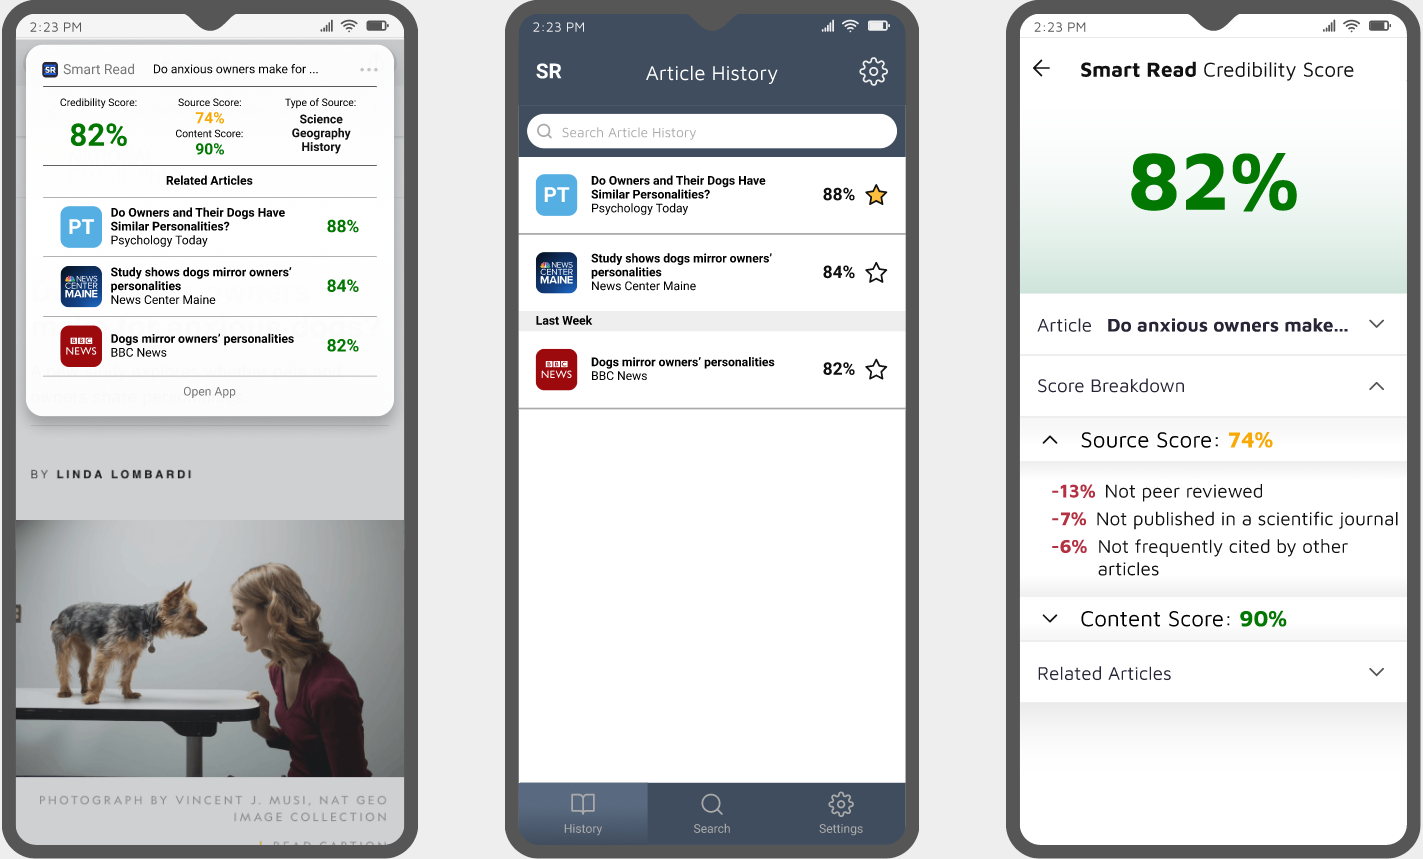 2:23 PM
SR Smart Read Do anxious owners make for ...
Credibility Score:
82%
Source Score:
74%
Content Score:
90%
Type of Source:
Science
Geography
History
Related Articles
PT
Do Owners and Their Dogs Have
Similar Personalities?
Psychology Today
88%
NEWS
CENTER
MAINE
Study shows dogs mirror owners’
personalities
News Center Maine
84%
BBC
NEWS
Dogs mirror owners’ personalities
BBC News
82%
Open App
BY LINDA LOMBARDI
PHOTOGRAPH BY VINCENT J. MUSI, NAT GEO
IMAGE COLLECTION
READ CAPTION
2:23 PM
SR
Article History
Search Article History
PT
Do Owners and Their Dogs Have
Similar Personalities?
Psychology Today
88%
NEWS
CENTER
MAINE
Study shows dogs mirror owners’
personalities
News Center Maine
84%
Last Week
BBC
NEWS
Dogs mirror owners’ personalities
BBC News
82%
History
Search
Settings
2:23 PM
Smart Read Credibility Score
82%
Article Do anxious owners make...
Score Breakdown
Source Score: 74%
-13% Not peer reviewed
-7% Not published in a scientific journal
-6% Not frequently cited by other
articles
Content Score: 90%
Related Articles